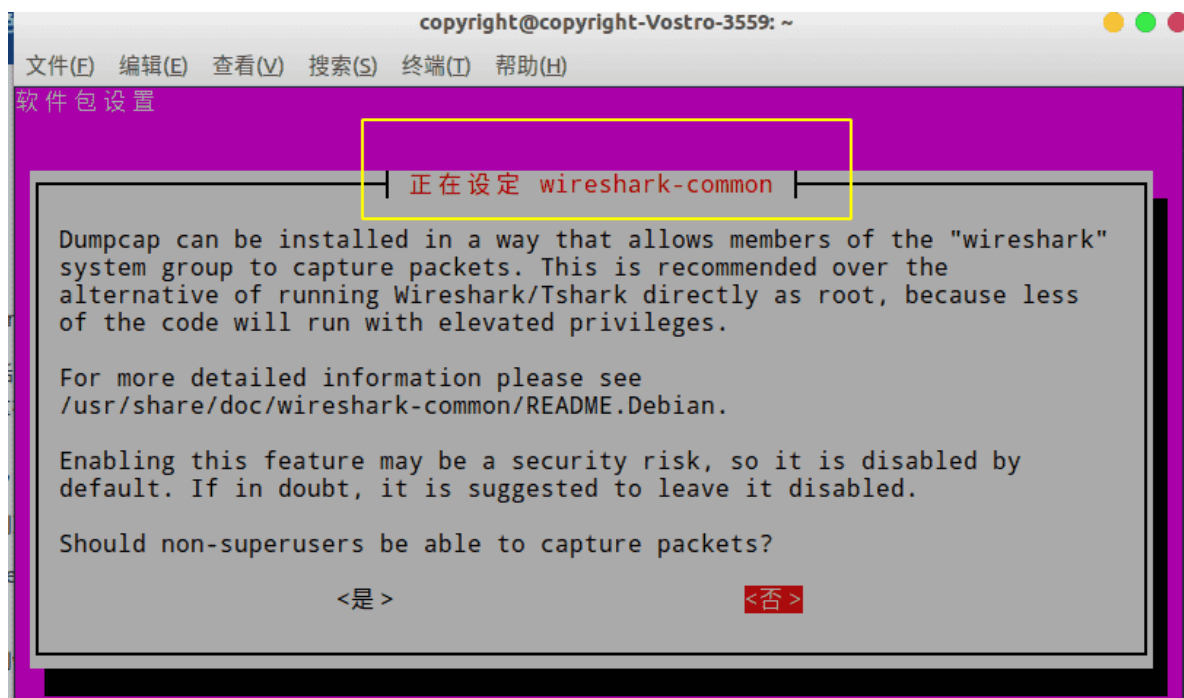 copyright@copyright-Vostro-3559: ~
文件(F) 编辑(E) 查看(V) 搜索(S) 终端(T) 帮助(H)
软件包设置
正在设定 wireshark-common
Dumpcap can be installed in a way that allows members of the "wireshark"
system group to capture packets. This is recommended over the
alternative of running Wireshark/Tshark directly as root, because less
of the code will run with elevated privileges.
For more detailed information please see
/usr/share/doc/wireshark-common/README.Debian.
Enabling this feature may be a security risk, so it is disabled by
default. If in doubt, it is suggested to leave it disabled.
Should non-superusers be able to capture packets?
<是> <否>